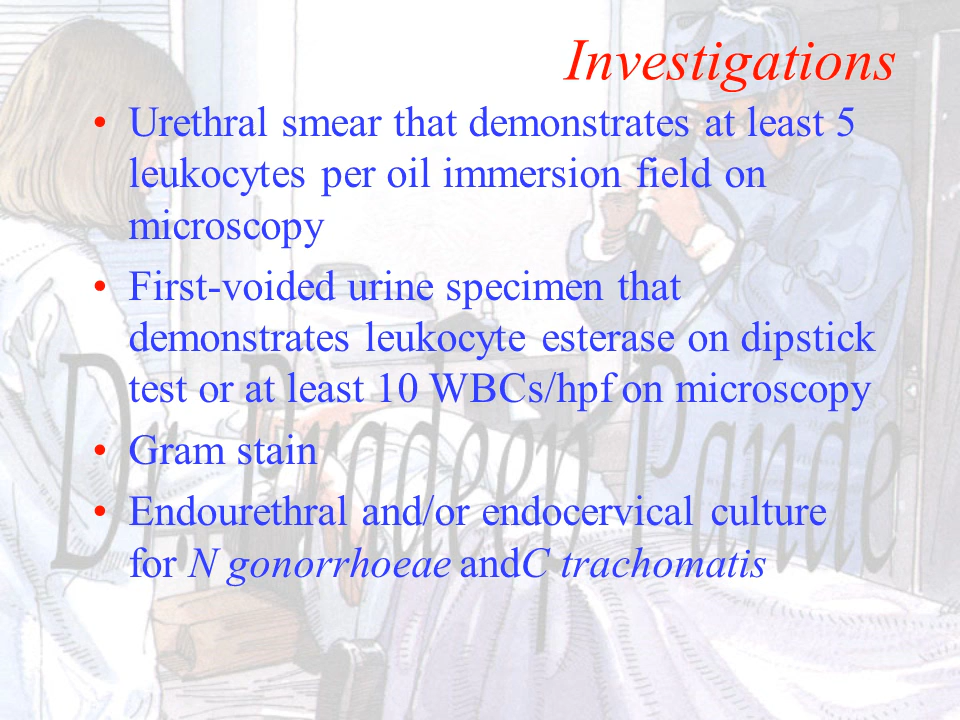 Investigations
• Urethral smear that demonstrates at least 5
leukocytes per oil immersion field on
microscopy
• First-voided urine specimen that
demonstrates leukocyte esterase on dipstick
test or at least 10 WBCs/hpf on microscopy
• Gram stain
• Endourethral and/or endocervical culture
for N gonorrhoeae andC trachomatis
Dr. Pradeep Pande